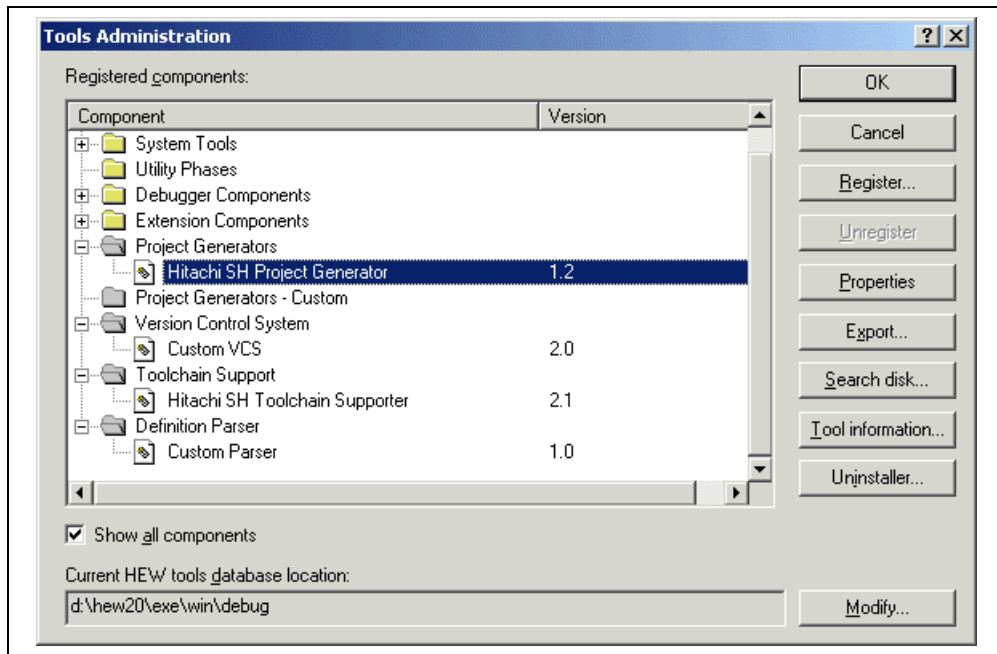 Tools Administration
Registered components:
Component Version
System Tools
Utility Phases
Debugger Components
Extension Components
Project Generators
Hitachi SH Project Generator 1.2
Project Generators - Custom
Version Control System
Custom VCS 2.0
Toolchain Support
Hitachi SH Toolchain Supporter 2.1
Definition Parser
Custom Parser 1.0
OK
Cancel
Register...
Unregister
Properties
Export...
Search disk...
Tool information...
Uninstaller...
Show all components
Current HEW tools database location:
d:\hew20\exe\win\debug
Modify...